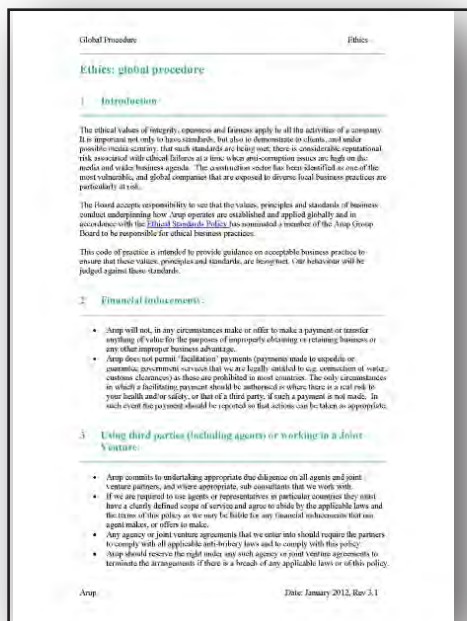 Global Procedure Ethics
Ethics: global procedure
1 Introduction
The ethical values of integrity, openness and fairness apply to all the activities of a company.
It is important not only to have standards, but also to demonstrate to clients, and under
possible media scrutiny, that such standards are being met; there is considerable reputational
risk associated with ethical failures at a time when anti-corruption issues are high on the
media and wider business agenda. The construction sector has been identified as one of the
most vulnerable, and global companies that are exposed to diverse local business practices are
particularly at risk.
The Board accepts responsibility to see that the values, principles and standards of business
conduct underpinning how Arup operates are established and applied globally and in
accordance with the Ethical Standards Policy has nominated a member of the Arup Group
Board to be responsible for ethical business practices.
This code of practice is intended to provide guidance on acceptable business practice to
ensure that these values, principles and standards, are being met. Our behaviour will be
judged against these standards.
2 Financial inducements
• Arup will not, in any circumstances make or offer to make a payment or transfer
anything of value for the purposes of improperly obtaining or retaining business or
any other improper business advantage.
• Arup does not permit 'facilitation' payments (payments made to expedite or
guarantee government services that we are legally entitled to e.g. connection of water,
customs clearances) as these are prohibited in most countries. The only circumstances
in which a facilitating payment should be authorised is where there is a real risk to
your health and/or safety, or that of a third party, if such a payment is not made. In
such event the payment should be reported so that actions can be taken as appropriate.
3 Using third parties (including agents) or working in a Joint
Venture
• Arup commits to undertaking appropriate due diligence on all agents and joint
venture partners, and where appropriate, sub consultants that we work with.
• If we are required to use agents or representatives in particular countries they must
have a clearly defined scope of service and agree to abide by the applicable laws and
the terms of this policy as we may be liable for any financial inducements that our
agent makes, or offers to make.
• Any agency or joint venture agreements that we enter into should require the partners
to comply with all applicable anti-bribery laws and to comply with this policy.
• Arup should reserve the right under any such agency or joint venture agreements to
terminate the arrangements if there is a breach of any applicable laws or of this policy.
Arup Date: January 2012, Rev 3.1